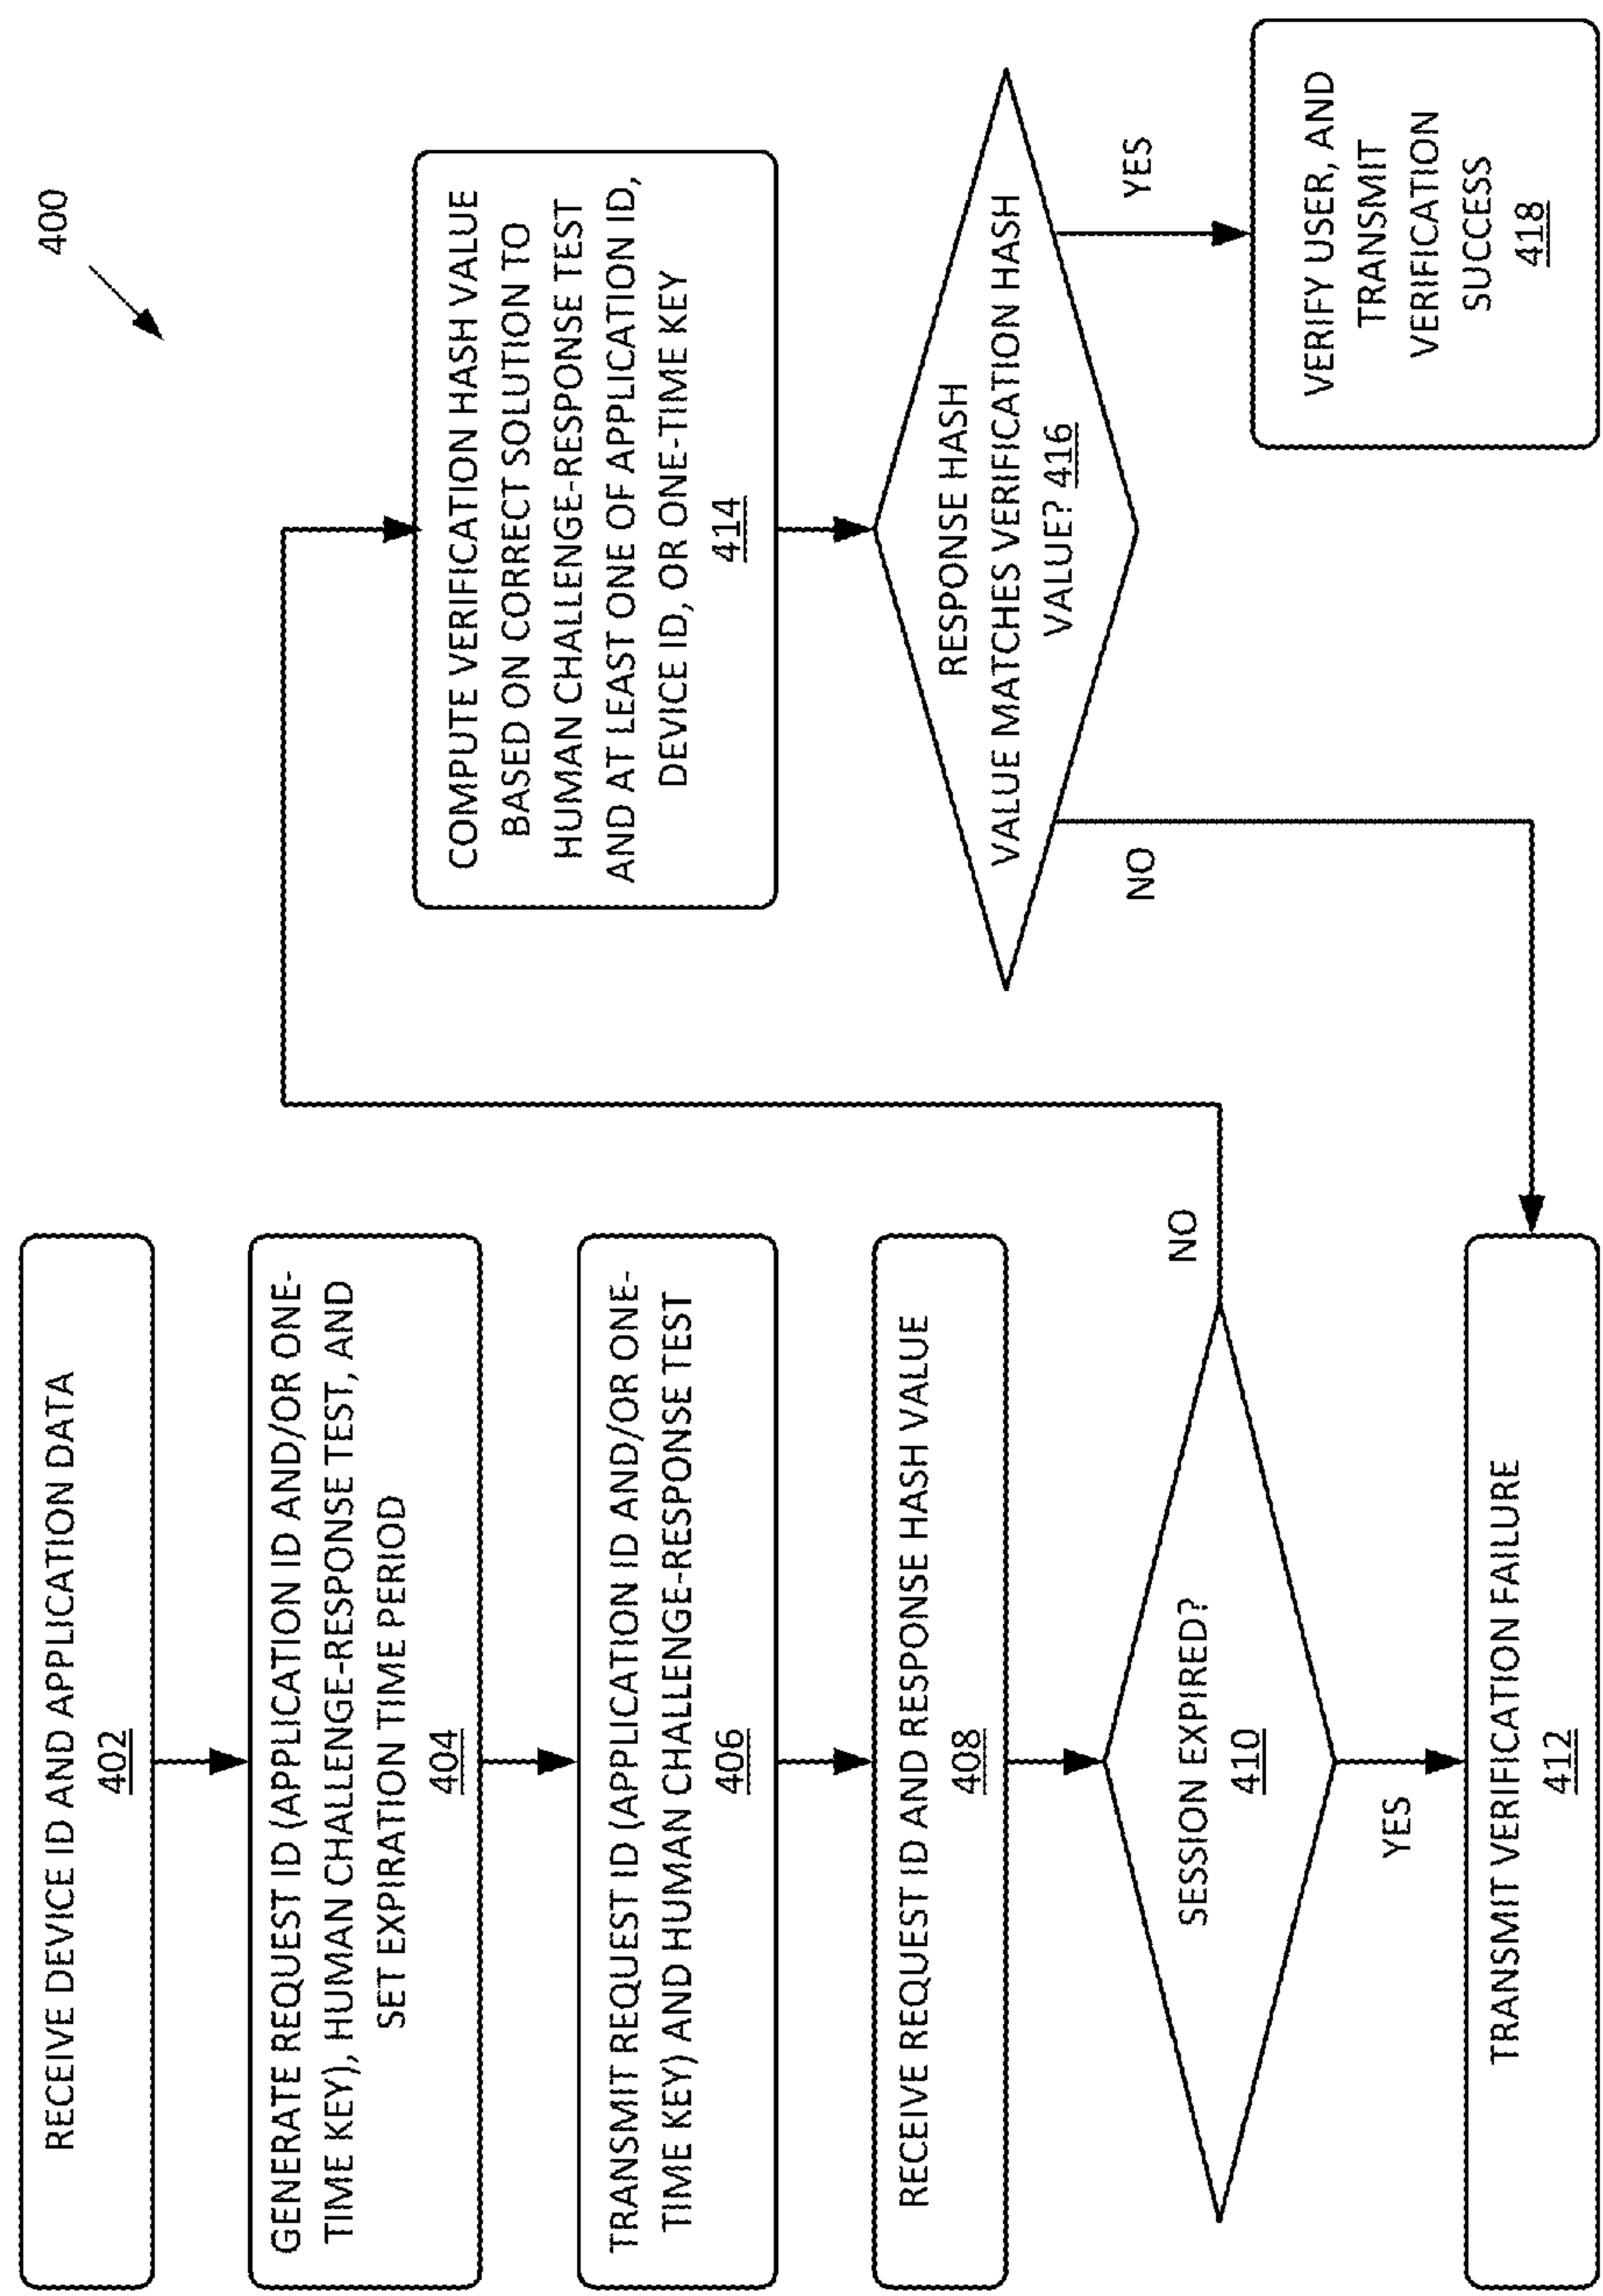 400
RECEIVE DEVICE ID AND APPLICATION DATA
402
GENERATE REQUEST ID (APPLICATION ID AND/OR ONE-
TIME KEY), HUMAN CHALLENGE-RESPONSE TEST, AND
SET EXPIRATION TIME PERIOD
404
TRANSMIT REQUEST ID (APPLICATION ID AND/OR ONE-
TIME KEY) AND HUMAN CHALLENGE-RESPONSE TEST
406
RECEIVE REQUEST ID AND RESPONSE HASH VALUE
408
SESSION EXPIRED?
410
NO
YES
TRANSMIT VERIFICATION FAILURE
412
COMPUTE VERIFICATION HASH VALUE
BASED ON CORRECT SOLUTION TO
HUMAN CHALLENGE-RESPONSE TEST
AND AT LEAST ONE OF APPLICATION ID,
DEVICE ID, OR ONE-TIME KEY
414
RESPONSE HASH
VALUE MATCHES VERIFICATION HASH
VALUE? 416
NO
YES
VERIFY USER, AND
TRANSMIT
VERIFICATION
SUCCESS
418